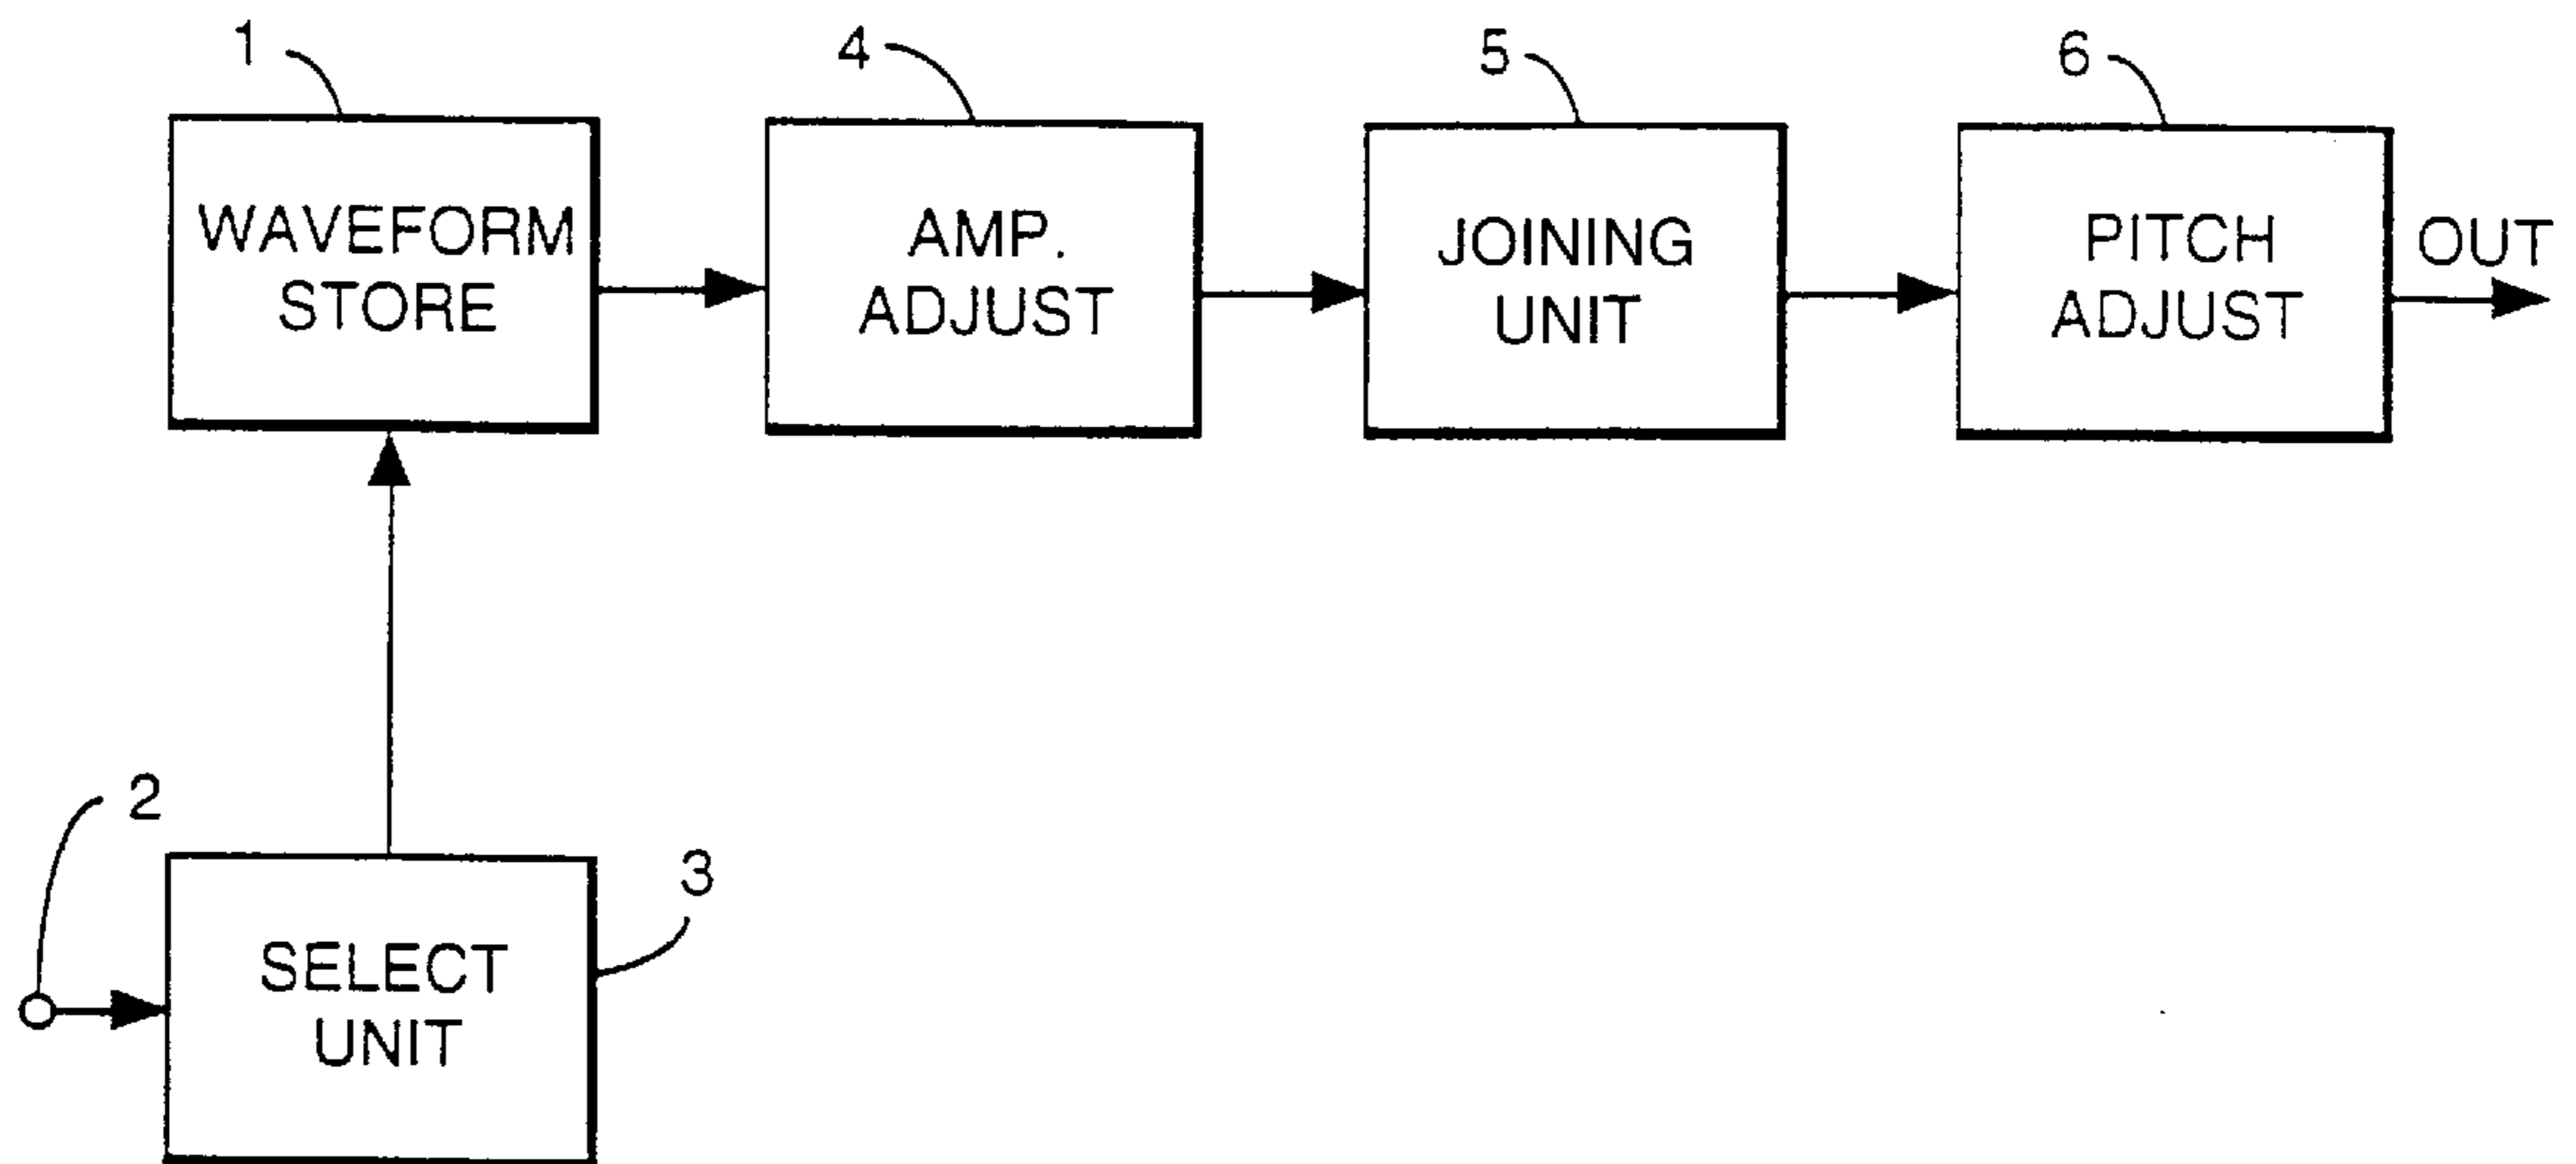 1
4
5
6
WAVEFORM
STORE
AMP.
ADJUST
JOINING
UNIT
PITCH
ADJUST
OUT
2
3
SELECT
UNIT